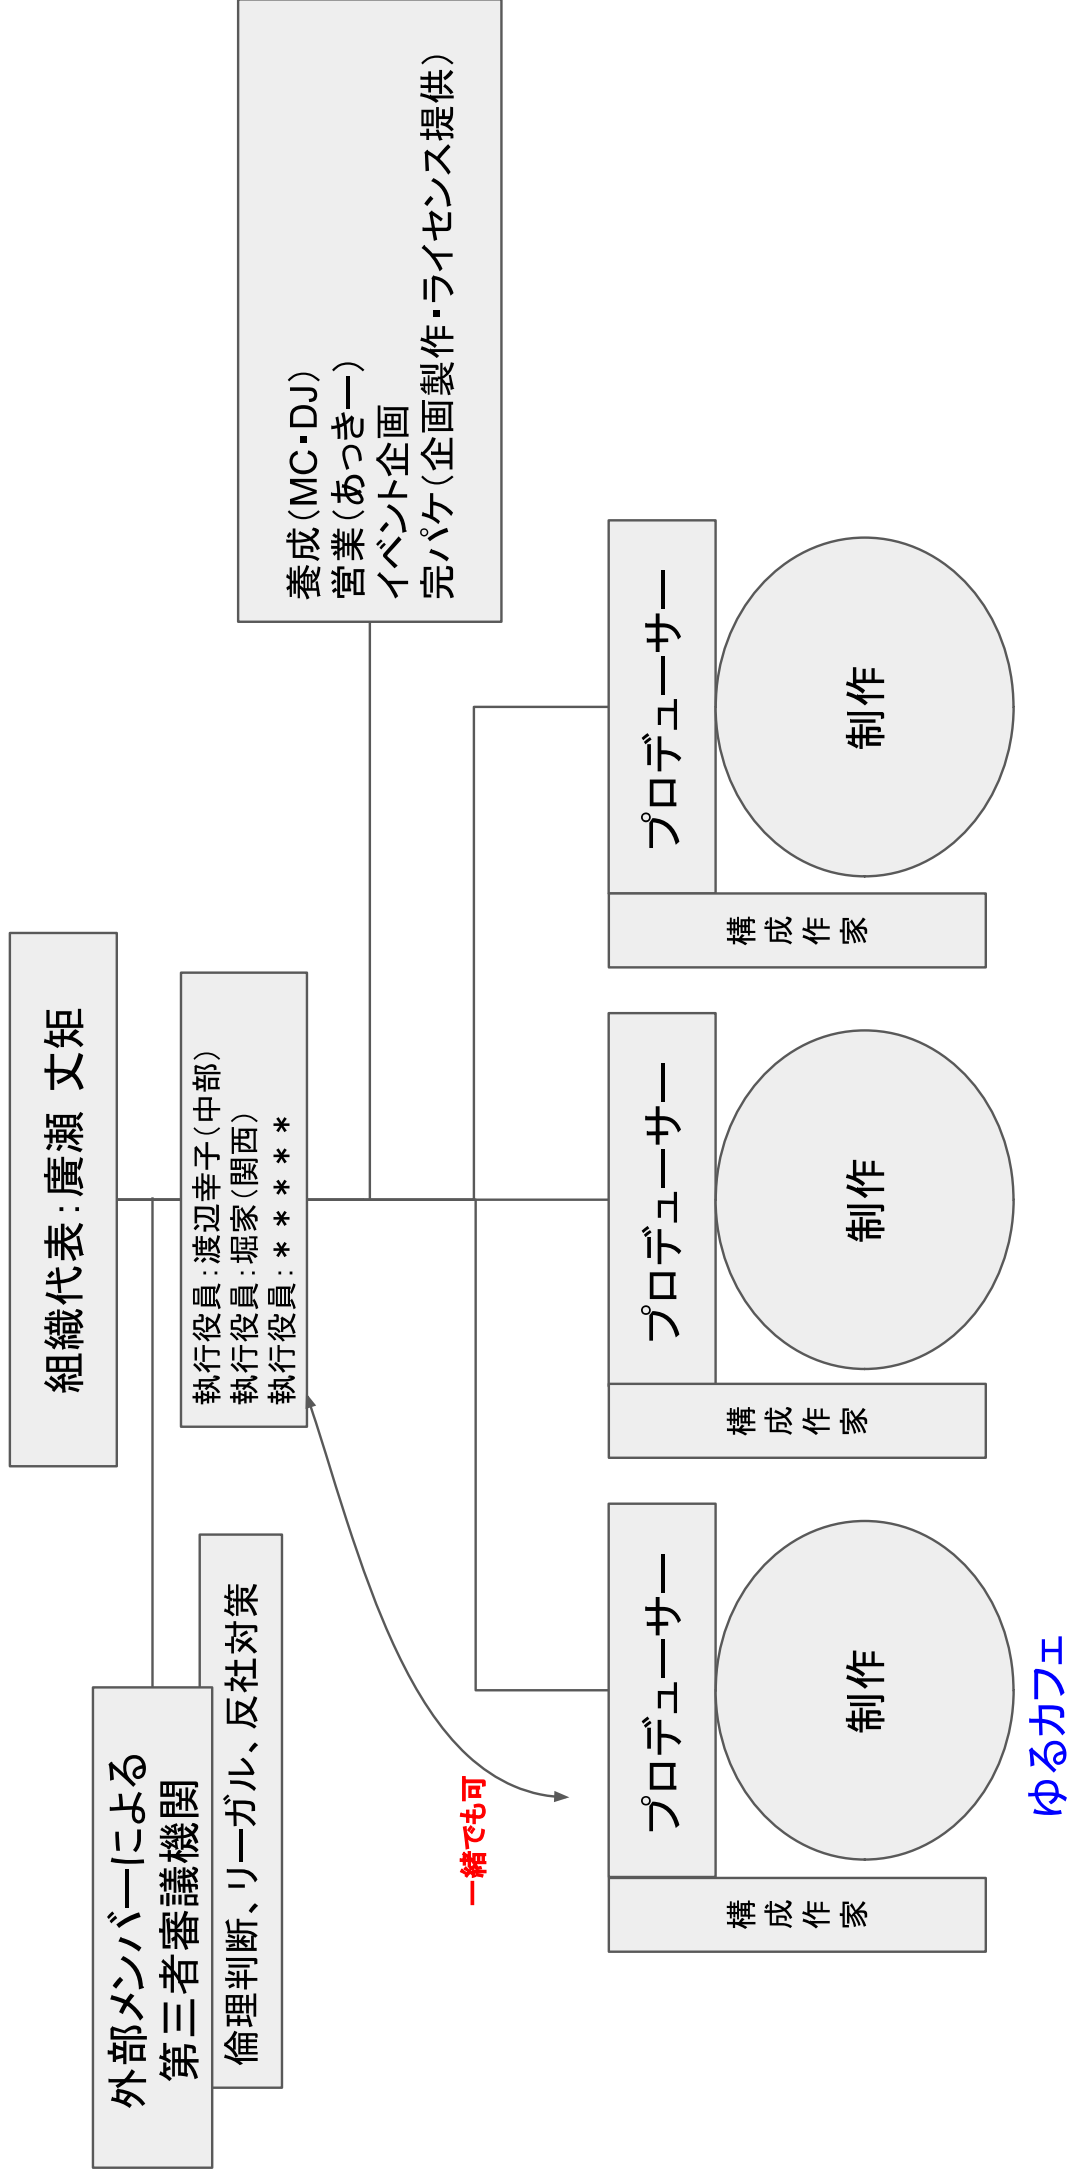 組織代表：廣瀬 丈矩
外部メンバーによる
第三者審議機関
倫理判断、リーガル、反社対策
執行役員：渡辺幸子（中部）
執行役員：堀家（関西）
執行役員：＊＊＊＊＊
養成（MC・DJ）
営業（あっきー）
イベント企画
完パケ（企画製作・ライセンス提供）
一緒でも可
構成作家
プロデューサー
制作
構成作家
プロデューサー
制作
構成作家
プロデューサー
制作
ゆるカフェ